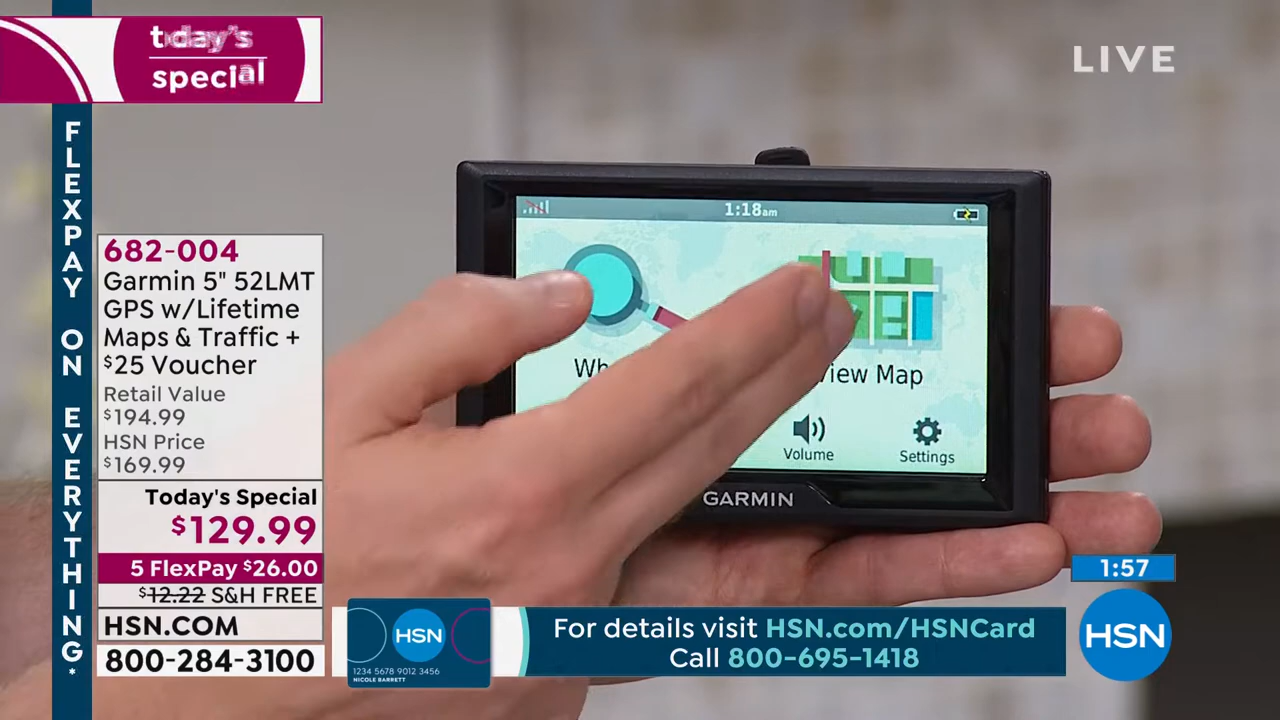 today's
special
LIVE
FLEXPAY ON EVERYTHING.*
682-004
Garmin 5" 52LMT
GPS w/Lifetime
Maps & Traffic +
$25 Voucher
Retail Value
$194.99
HSN Price
$169.99
Today's Special
$129.99
5 FlexPay $26.00
$12.22 S&H FREE
HSN.COM
800-284-3100
1:18am
View Map
Volume
Settings
GARMIN
1:57
HSN
1234 5678 9012 3456
NICOLE BARRETT
For details visit HSN.com/HSNCard
Call 800-695-1418
HSN